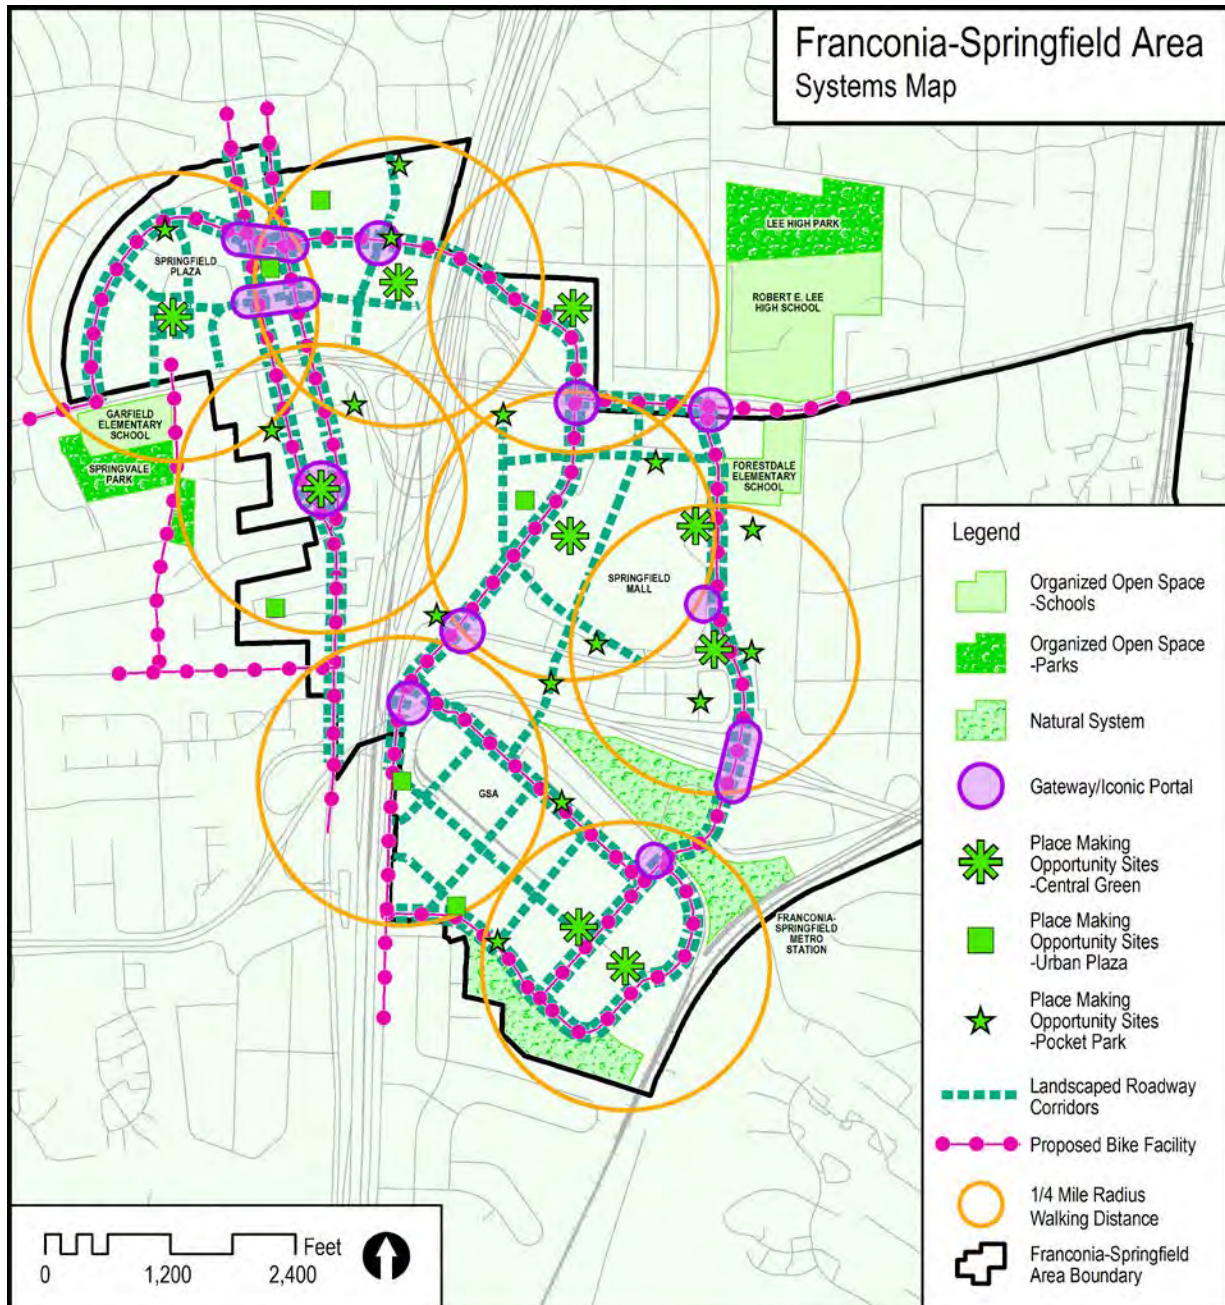 Franconia-Springfield Area
Systems Map
LEE HIGH PARK
ROBERT E. LEE
HIGH SCHOOL
SPRINGFIELD
PLAZA
GARFIELD
ELEMENTARY
SCHOOL
SPRINGVALE
PARK
FORESTDALE
ELEMENTARY
SCHOOL
SPRINGFIELD
MALL
GSA
FRANCONIA-
SPRINGFIELD
METRO
STATION
Legend
Organized Open Space
-Schools
Organized Open Space
-Parks
Natural System
Gateway/Iconic Portal
Place Making
Opportunity Sites
-Central Green
Place Making
Opportunity Sites
-Urban Plaza
Place Making
Opportunity Sites
-Pocket Park
Landscaped Roadway
Corridors
Proposed Bike Facility
1/4 Mile Radius
Walking Distance
Franconia-Springfield
Area Boundary
Feet
0 1,200 2,400